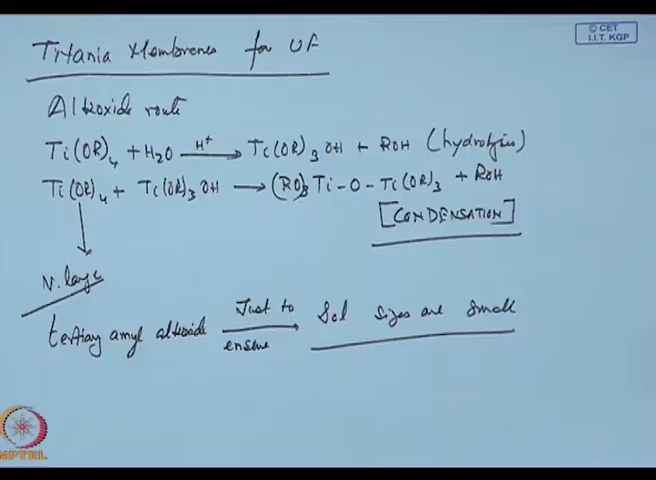 © CET
I.I.T. KGP
Titania Membranes for UF
Alkoxide route
Ti(OR)4 + H2O —H+→ Ti(OR)3 OH + ROH (hydrolysis)
Ti(OR)4 + Ti(OR)3 OH → (RO)3 Ti-O-Ti(OR)3 + ROH
[CONDENSATION]
V. large
tertiary amyl alkoxide Just to ensure → Sol sizes are small
NPTEL